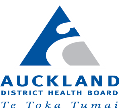 AUCKLAND
DISTRICT HEALTH BOARD
Te Toka Tumai